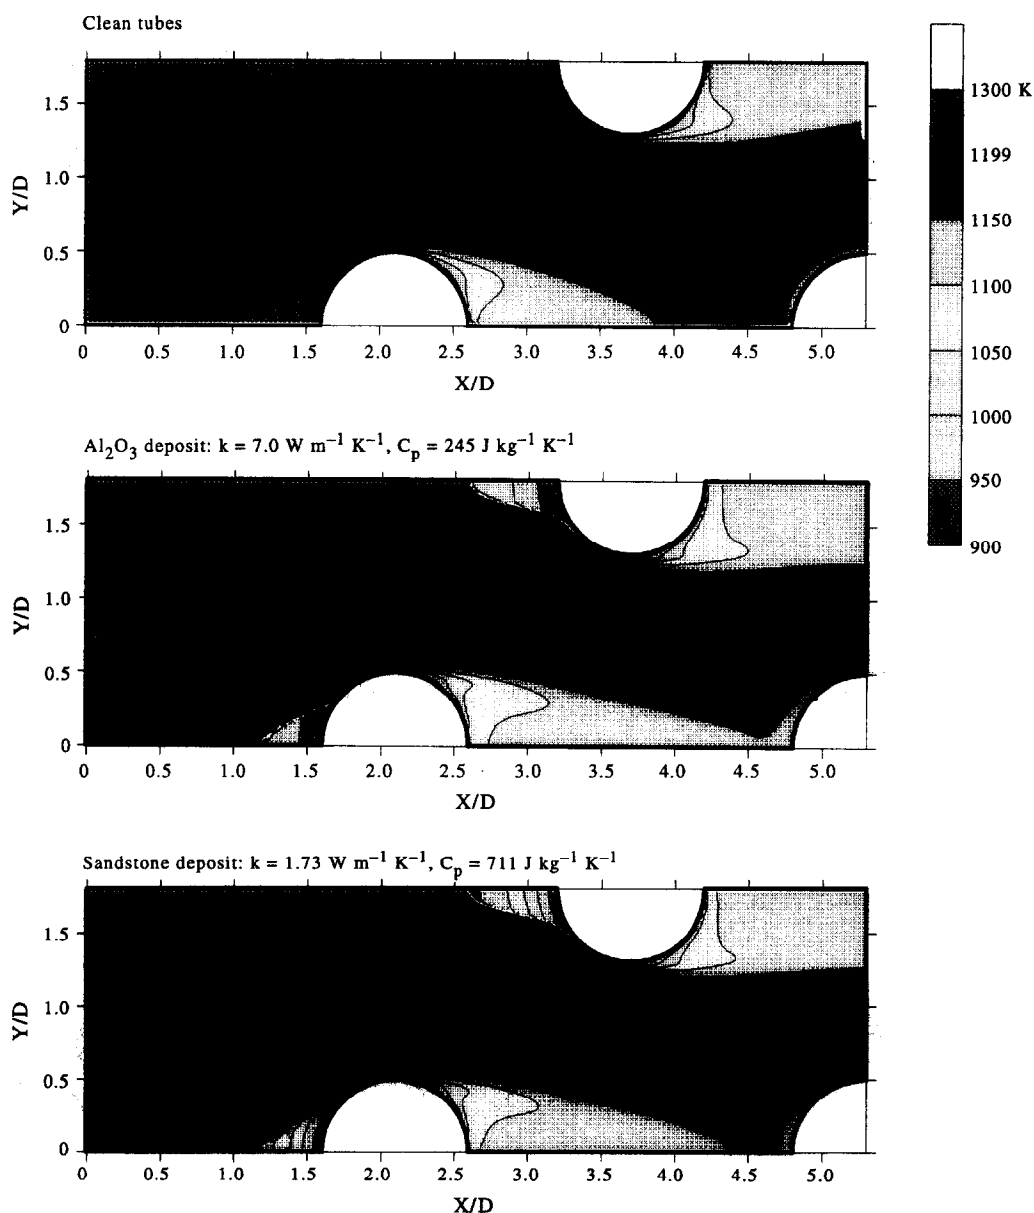 Clean tubes
1300 K
1199
1150
1100
1050
1000
950
900
Y/D
1.5
1.0
0.5
0
0 0.5 1.0 1.5 2.0 2.5 3.0 3.5 4.0 4.5 5.0
X/D
Al₂O₃ deposit: k = 7.0 W m⁻¹ K⁻¹, Cₚ = 245 J kg⁻¹ K⁻¹
Y/D
1.5
1.0
0.5
0
0 0.5 1.0 1.5 2.0 2.5 3.0 3.5 4.0 4.5 5.0
X/D
Sandstone deposit: k = 1.73 W m⁻¹ K⁻¹, Cₚ = 711 J kg⁻¹ K⁻¹
Y/D
1.5
1.0
0.5
0
0 0.5 1.0 1.5 2.0 2.5 3.0 3.5 4.0 4.5 5.0
X/D